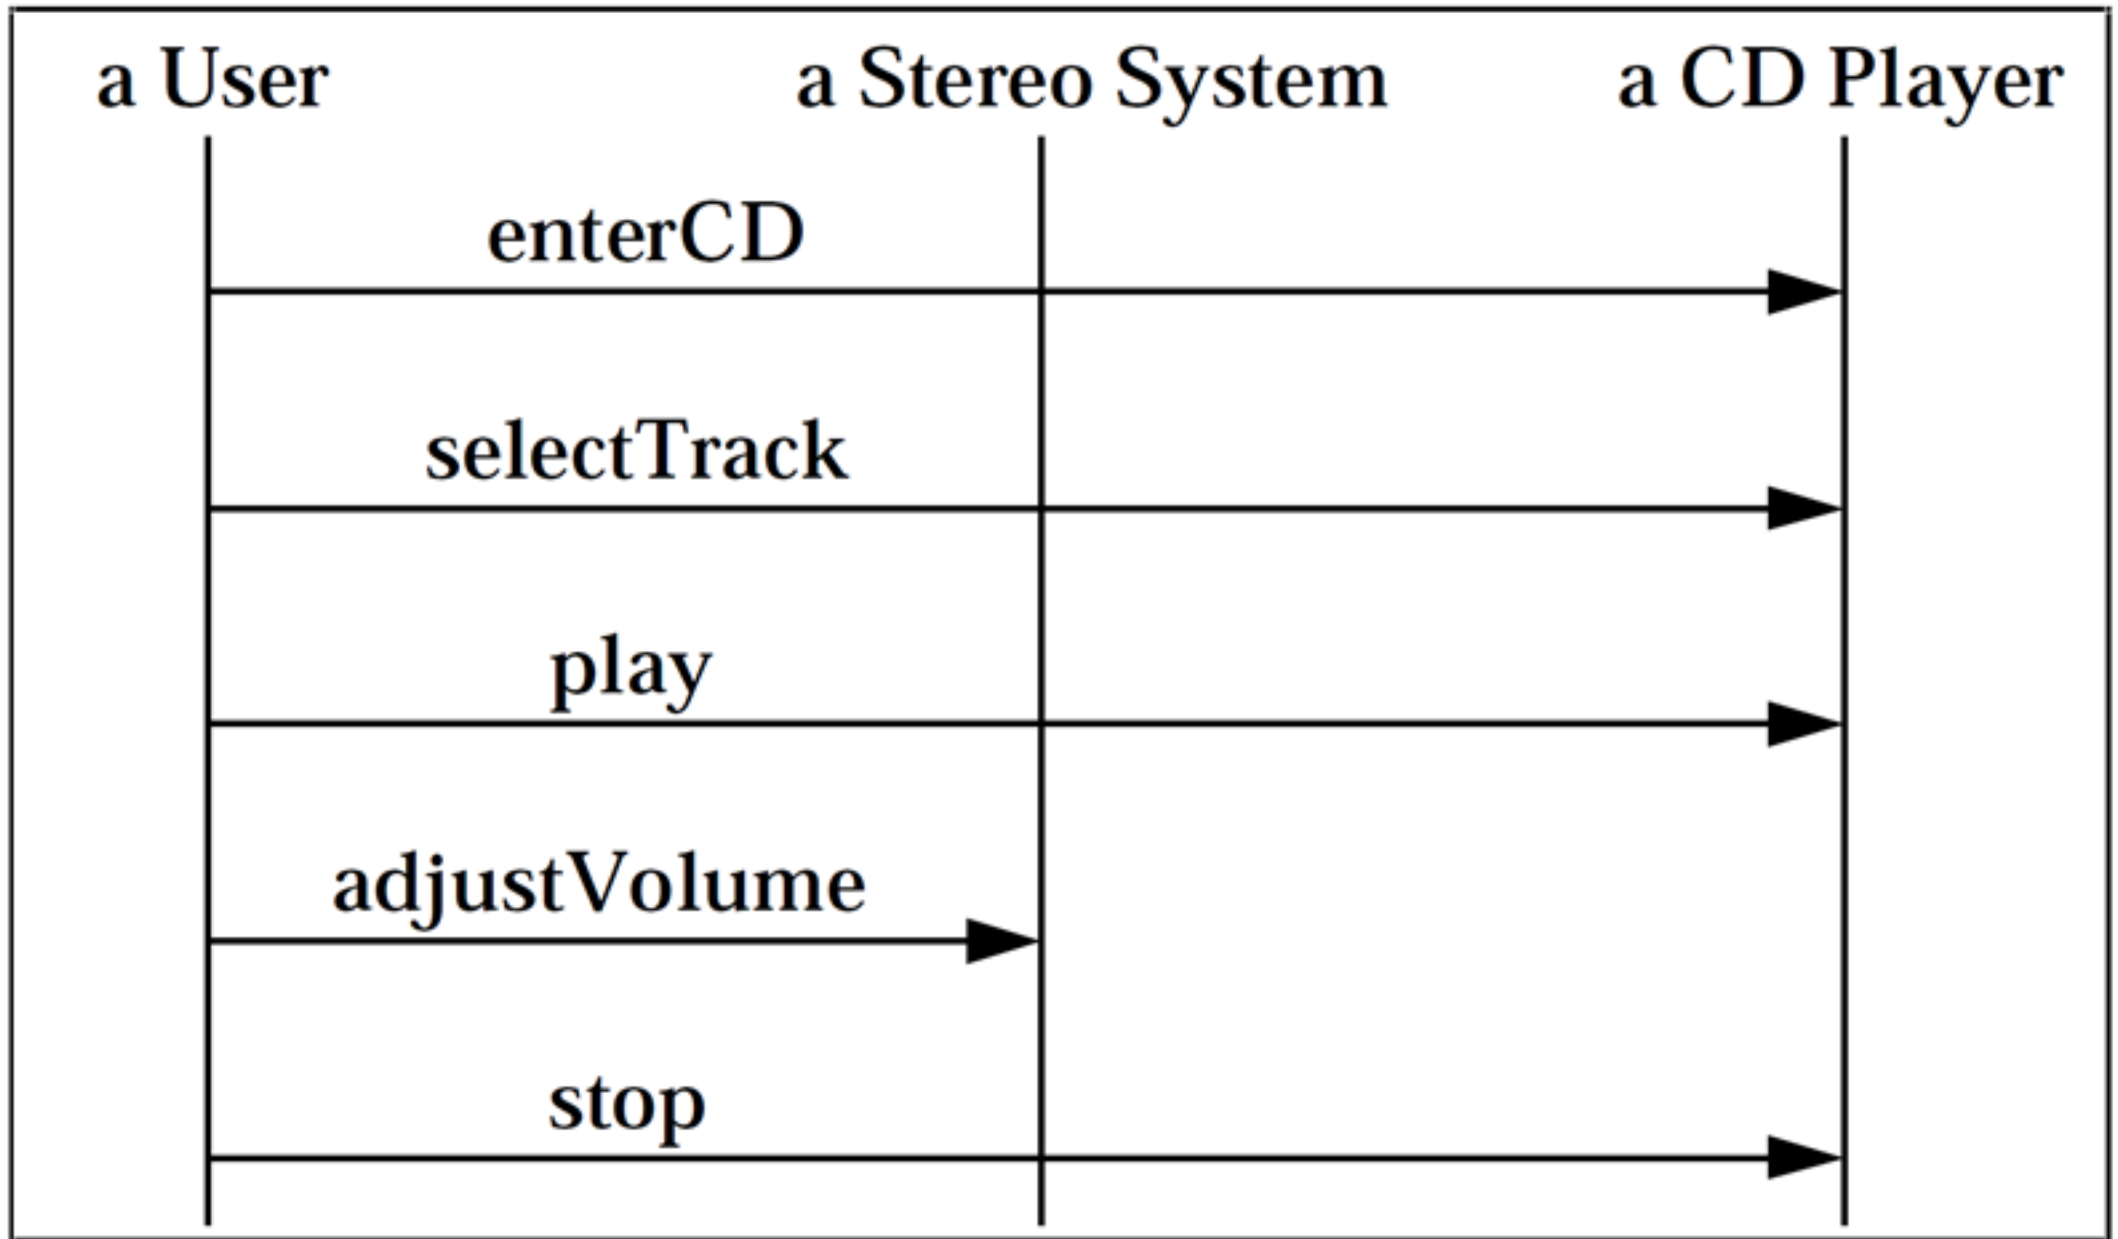 a User a Stereo System a CD Player
enterCD
selectTrack
play
adjustVolume
stop